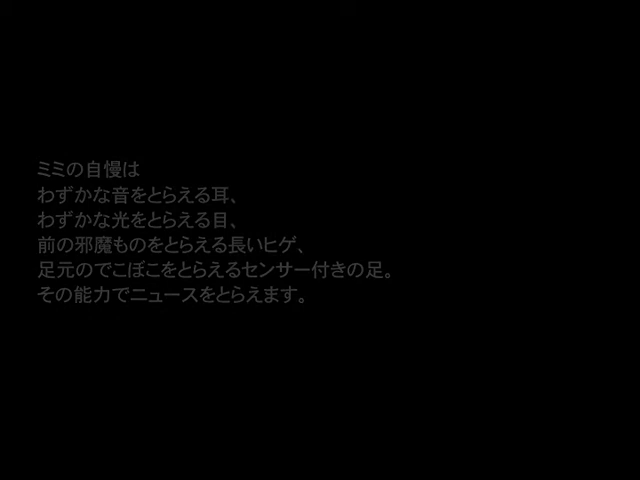 ミミの自慢は
わずかな音をとらえる耳、
わずかな光をとらえる目、
前の邪魔ものをとらえる長いヒゲ、
足元のでこぼこをとらえるセンサー付きの足。
その能力でニュースをとらえます。